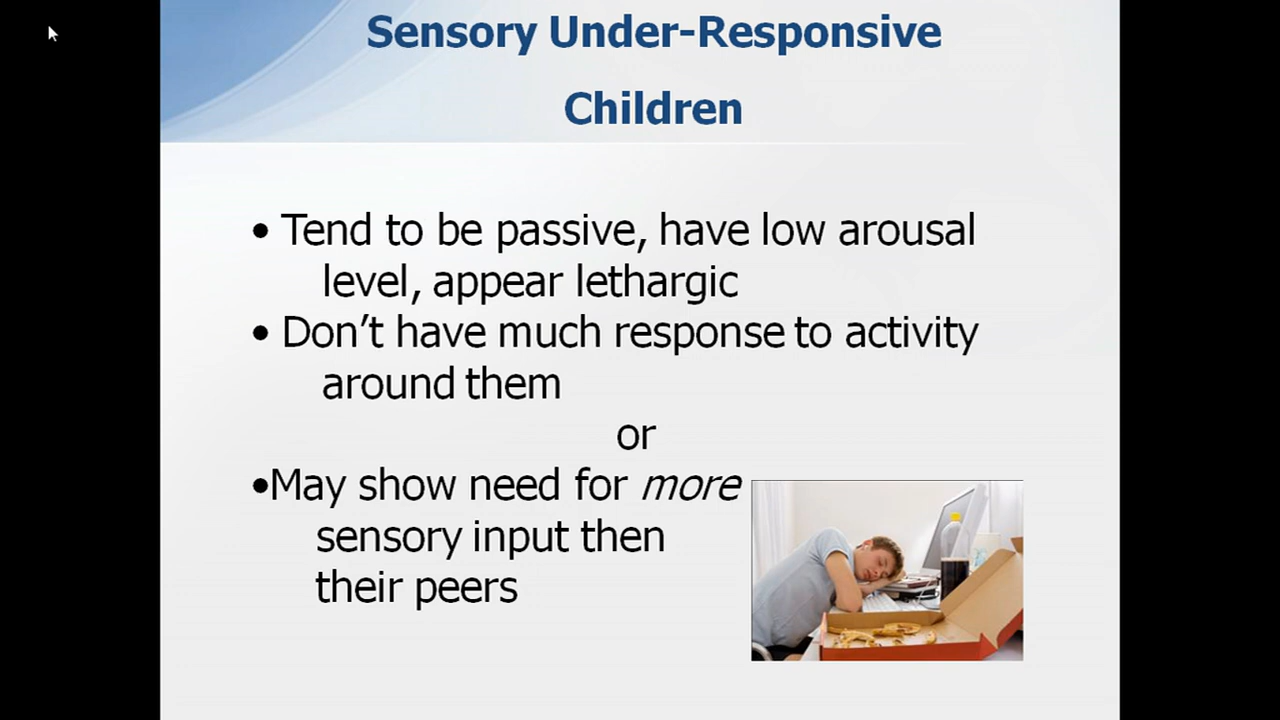 Sensory Under-Responsive
Children
• Tend to be passive, have low arousal
level, appear lethargic
• Don’t have much response to activity
around them
or
•May show need for more
sensory input then
their peers